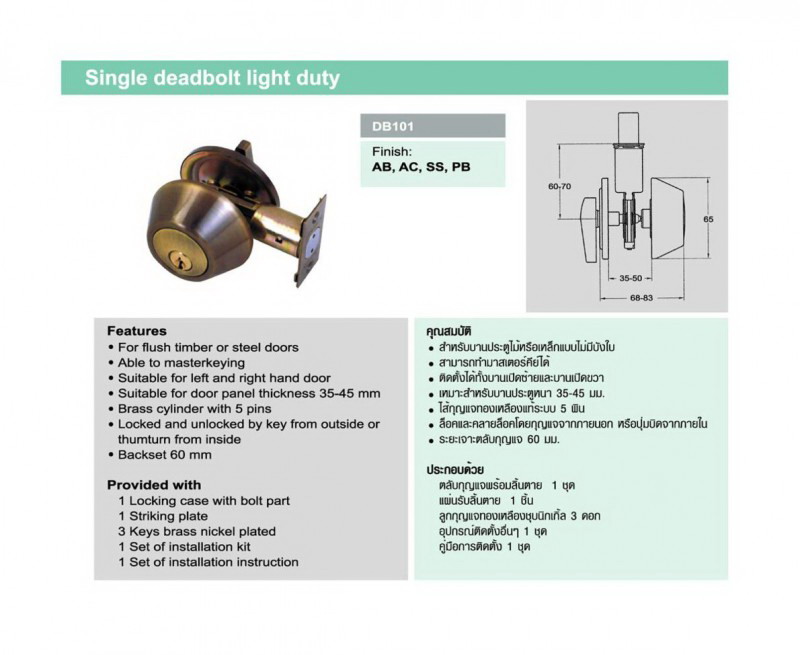 Single deadbolt light duty
DB101
Finish:
AB, AC, SS, PB
60-70
65
35-50
68-83
Features
• For flush timber or steel doors
• Able to masterkeying
• Suitable for left and right hand door
• Suitable for door panel thickness 35-45 mm
• Brass cylinder with 5 pins
• Locked and unlocked by key from outside or
thumturn from inside
• Backset 60 mm
Provided with
1 Locking case with bolt part
1 Striking plate
3 Keys brass nickel plated
1 Set of installation kit
1 Set of installation instruction
คุณสมบัติ
• สำหรับบานประตูไม้หรือเหล็กแบบไม่มีบังใบ
• สามารถทำมาสเตอร์คีย์ได้
• ติดตั้งได้ทั้งบานเปิดซ้ายและบานเปิดขวา
• เหมาะสำหรับบานประตูหนา 35-45 มม.
• ไส้กุญแจทองเหลืองแท้ระบบ 5 พิน
• ล็อคและคลายล็อคโดยกุญแจจากภายนอก หรือปุ่มบิดจากภายใน
• ระยะเจาะตลับกุญแจ 60 มม.
ประกอบด้วย
ตลับกุญแจพร้อมลิ้นตาย 1 ชุด
แผ่นรับลิ้นตาย 1 ชิ้น
ลูกกุญแจทองเหลืองชุบนิกเกิ้ล 3 ดอก
อุปกรณ์ติดตั้งอื่นๆ 1 ชุด
คู่มือการติดตั้ง 1 ชุด